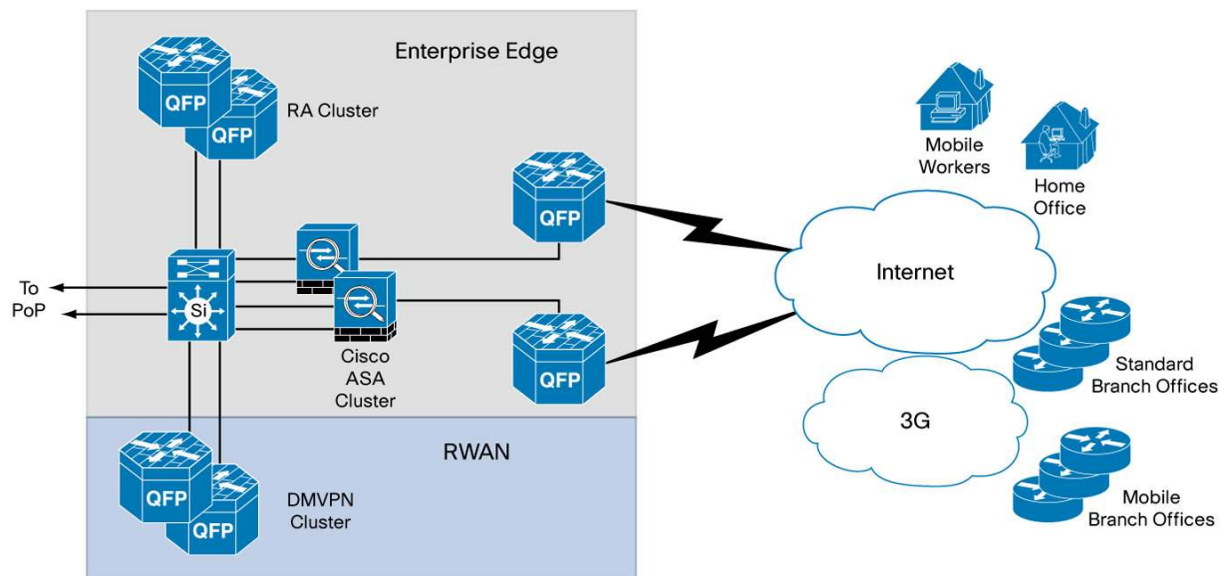 Enterprise Edge
QFP
QFP
RA Cluster
Mobile
Workers
Home
Office
QFP
Internet
To
PoP
Si
Cisco
ASA
Cluster
QFP
Standard
Branch Offices
3G
RWAN
QFP
QFP
DMVPN
Cluster
Mobile
Branch Offices